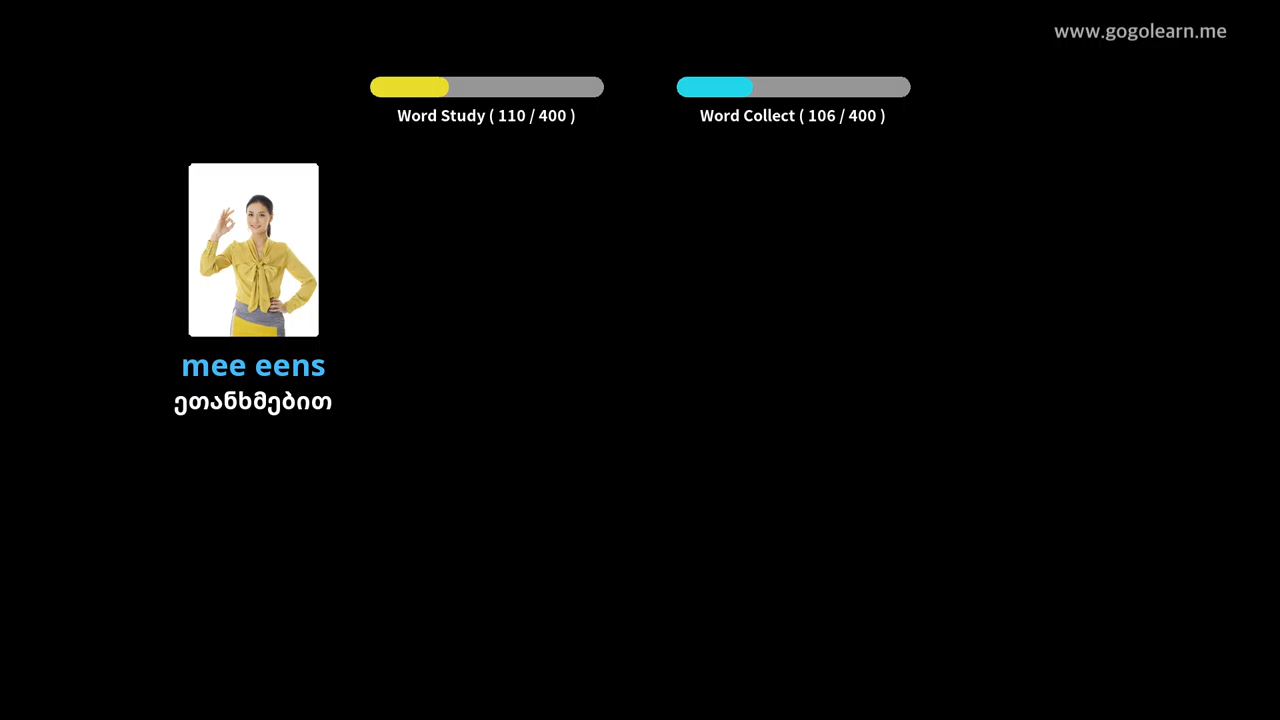 www.gogolearn.me
Word Study ( 110 / 400 )
Word Collect ( 106 / 400 )
mee eens
ეთანხმებით